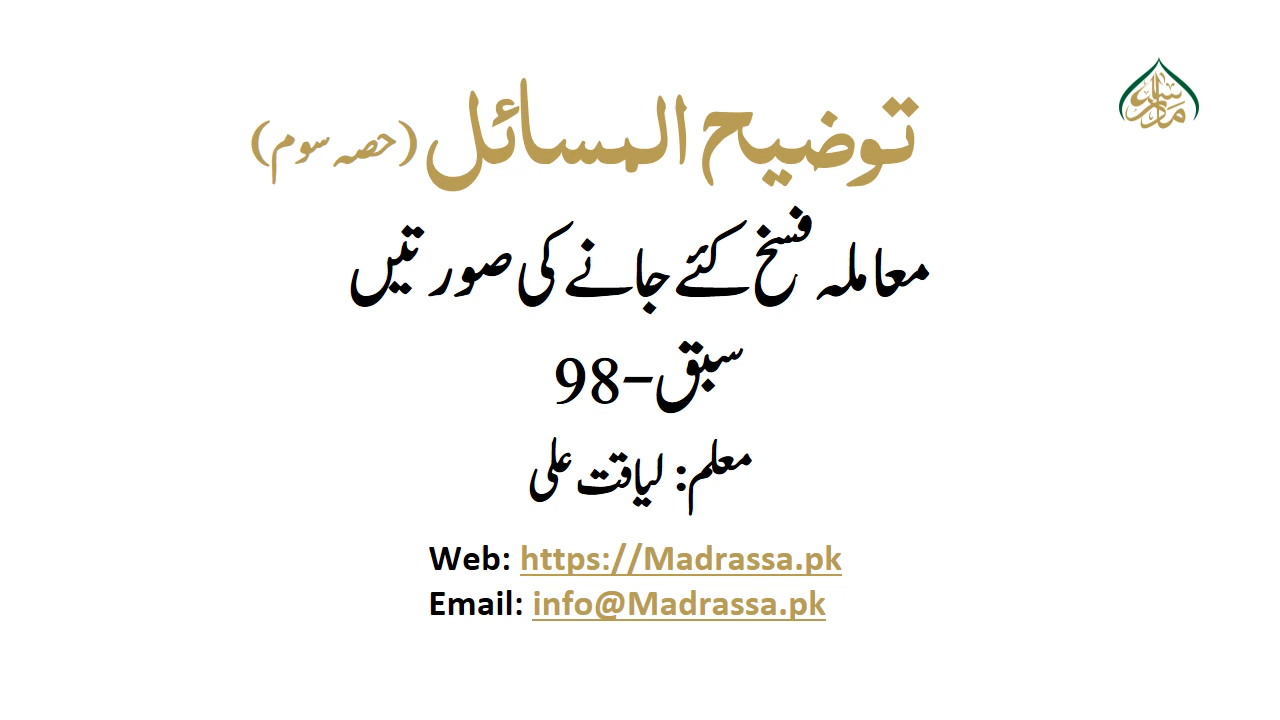 توضیح المسائل (حصہ سوم)
معاملہ فسخ کئے جانے کی صورتیں
سبق–98
معلم: لیاقت علی
Web: https://Madrassa.pk
Email: info@Madrassa.pk